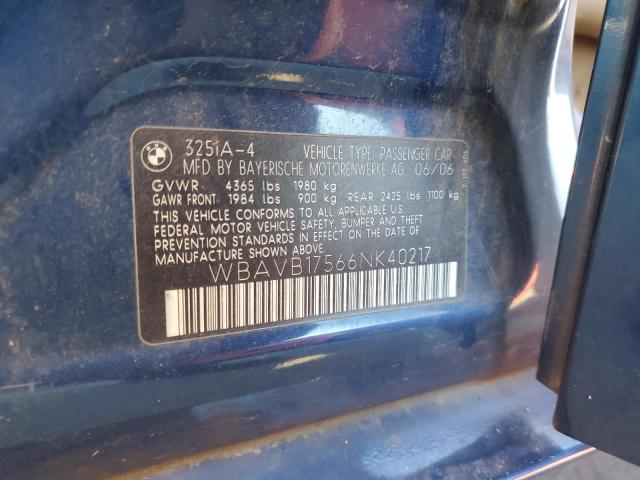 BMW
325iA-4 VEHICLE TYPE: PASSENGER CAR
MFD BY BAYERISCHE MOTORENWERKE AG 06/06
GVWR 4365 lbs 1980 kg
GAWR FRONT 1984 lbs 900 kg REAR 2425 lbs 1100 kg
THIS VEHICLE CONFORMS TO ALL APPLICABLE
FEDERAL MOTOR VEHICLE SAFETY, BUMPER AND THEFT
PREVENTION STANDARDS IN EFFECT ON THE DATE OF
MANUFACTURE SHOWN ABOVE.
WBAVB17566NK40217